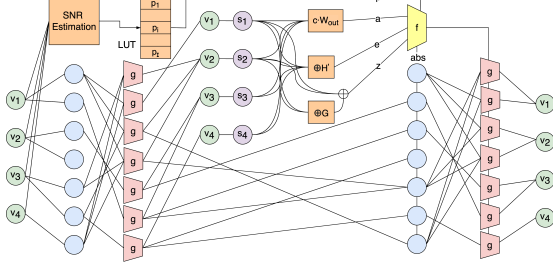 SNR
Estimation
LUT
p1
pi
pt
v1 s1
v2 s2
v3 s3
v4 s4
c·Wout
⊕H'
⊕G
a
e
z
f
abs
v1
v2
v3
v4
g
g
g
g
g
g
g
g
g
g
g
g
g
g
v1
v2
v3
v4